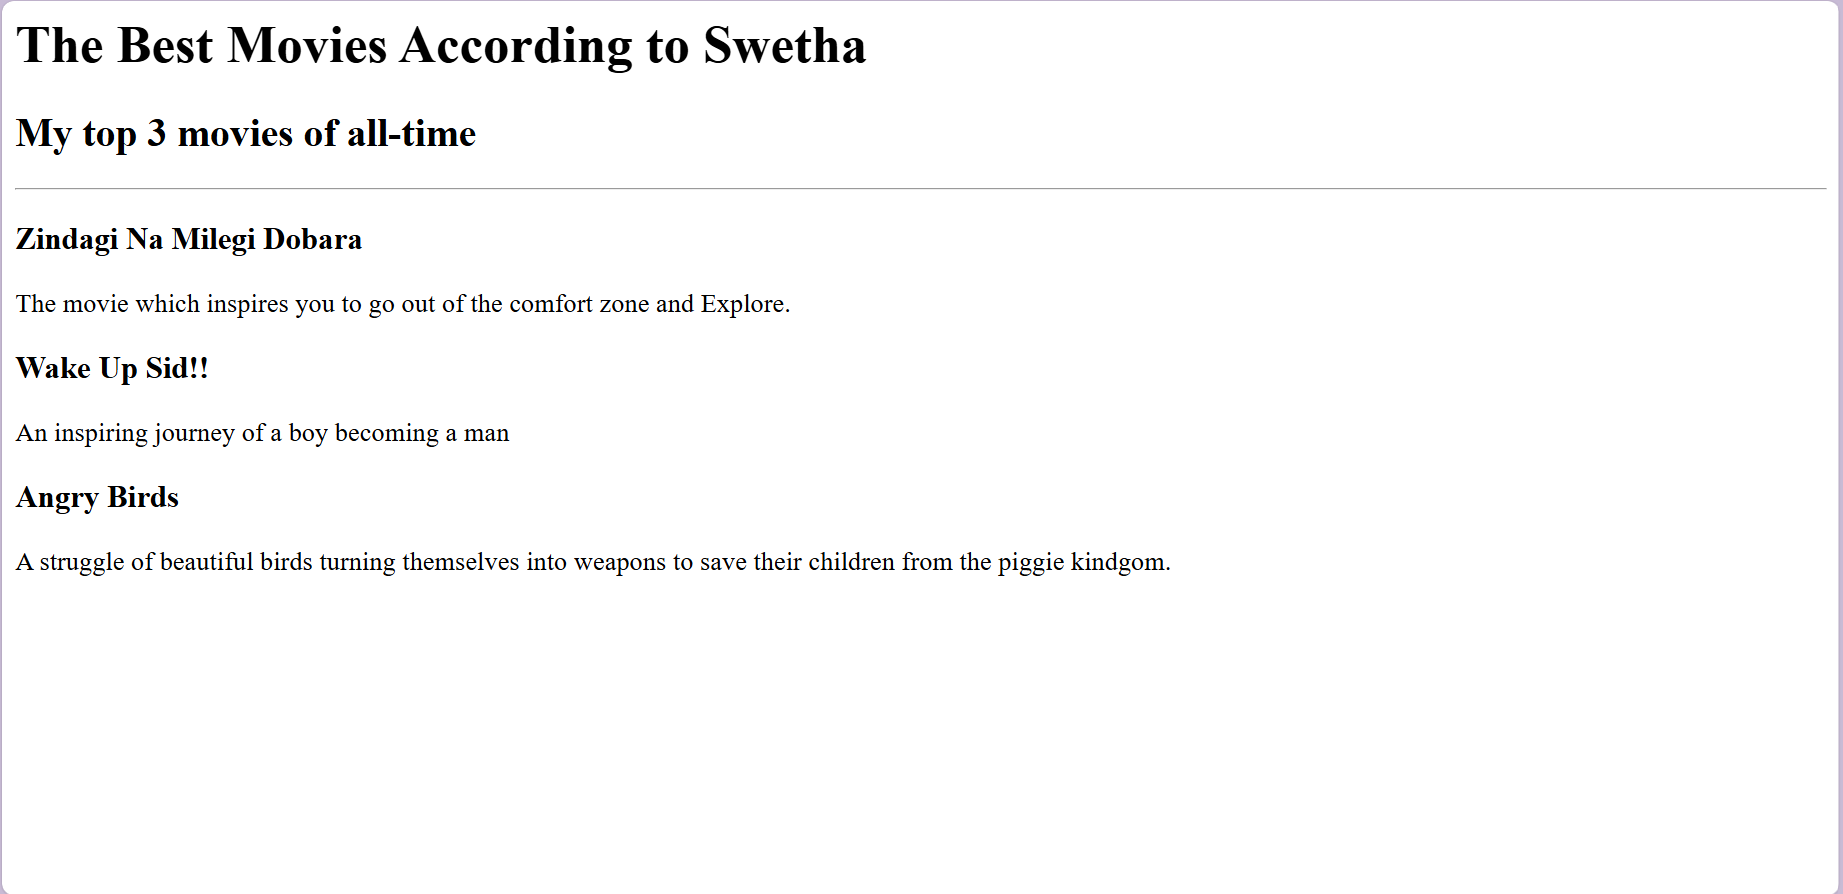 The Best Movies According to Swetha
My top 3 movies of all-time
Zindagi Na Milegi Dobara
The movie which inspires you to go out of the comfort zone and Explore.
Wake Up Sid!!
An inspiring journey of a boy becoming a man
Angry Birds
A struggle of beautiful birds turning themselves into weapons to save their children from the piggie kindgom.